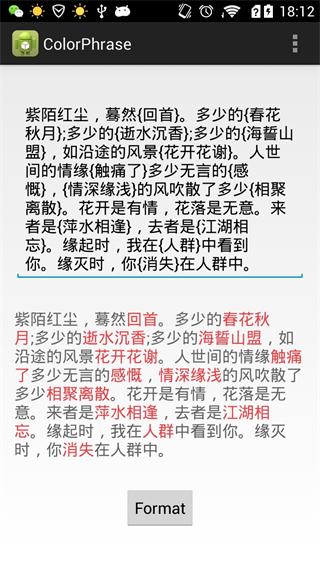 18:12
ColorPhrase
紫陌红尘，蓦然{回首}。多少的{春花
秋月};多少的{逝水沉香};多少的{海誓山
盟}，如沿途的风景{花开花谢}。人世
间的情缘{触痛了}多少无言的{感
慨}，{情深缘浅}的风吹散了多少{相聚
离散}。花开是有情，花落是无意。来
者是{萍水相逢}，去者是{江湖相
忘}。缘起时，我在{人群}中看到
你。缘灭时，你{消失}在人群中。
紫陌红尘，蓦然回首。多少的春花秋
月;多少的逝水沉香;多少的海誓山盟，如
沿途的风景花开花谢。人世间的情缘触痛
了多少无言的感慨，情深缘浅的风吹散了
多少相聚离散。花开是有情，花落是无
意。来者是萍水相逢，去者是江湖相
忘。缘起时，我在人群中看到你。缘灭
时，你消失在人群中。
Format